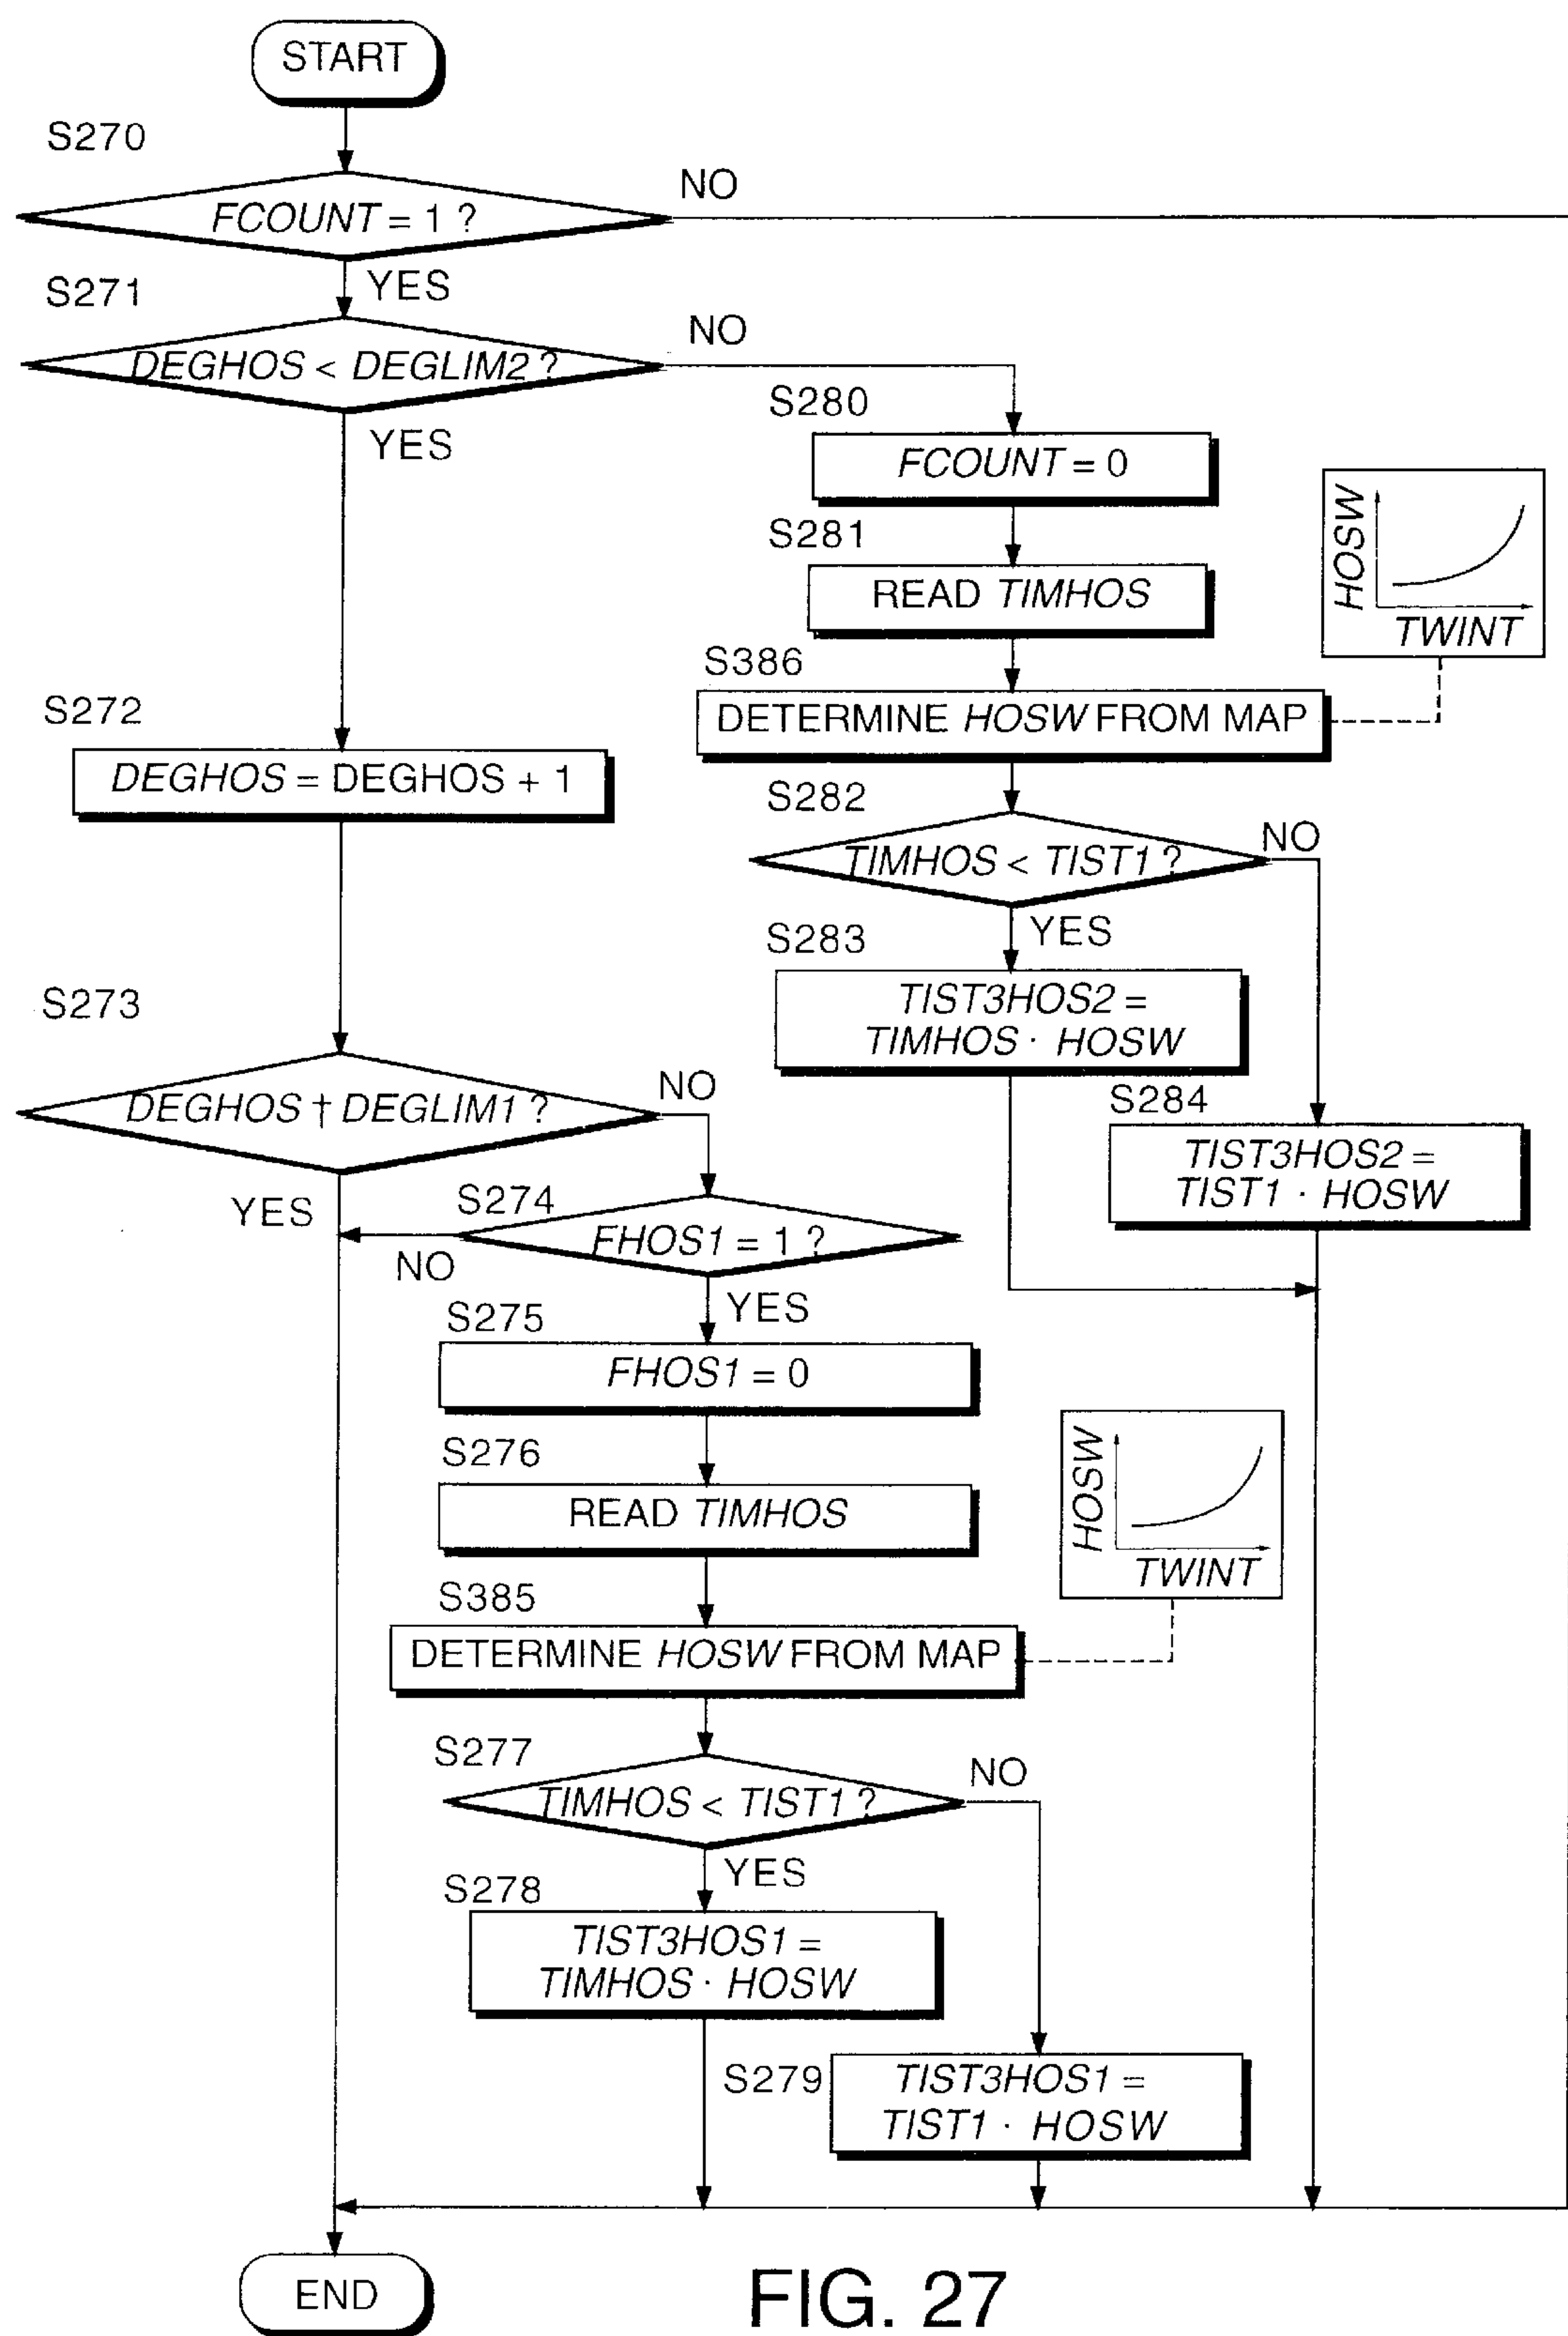 START
S270
FCOUNT = 1 ?
NO
YES
S271
DEGHOS < DEGLIM2 ?
NO
YES
S280
FCOUNT = 0
S281
READ TIMHOS
HOSW
TWINT
S386
DETERMINE HOSW FROM MAP
S272
DEGHOS = DEGHOS + 1
S282
TIMHOS < TIST1 ?
NO
YES
S283
TIST3HOS2 =
TIMHOS · HOSW
S284
TIST3HOS2 =
TIST1 · HOSW
S273
DEGHOS † DEGLIM1 ?
NO
YES
S274
FHOS1 = 1 ?
NO
YES
S275
FHOS1 = 0
S276
READ TIMHOS
HOSW
TWINT
S385
DETERMINE HOSW FROM MAP
S277
TIMHOS < TIST1 ?
NO
YES
S278
TIST3HOS1 =
TIMHOS · HOSW
S279
TIST3HOS1 =
TIST1 · HOSW
END
FIG. 27